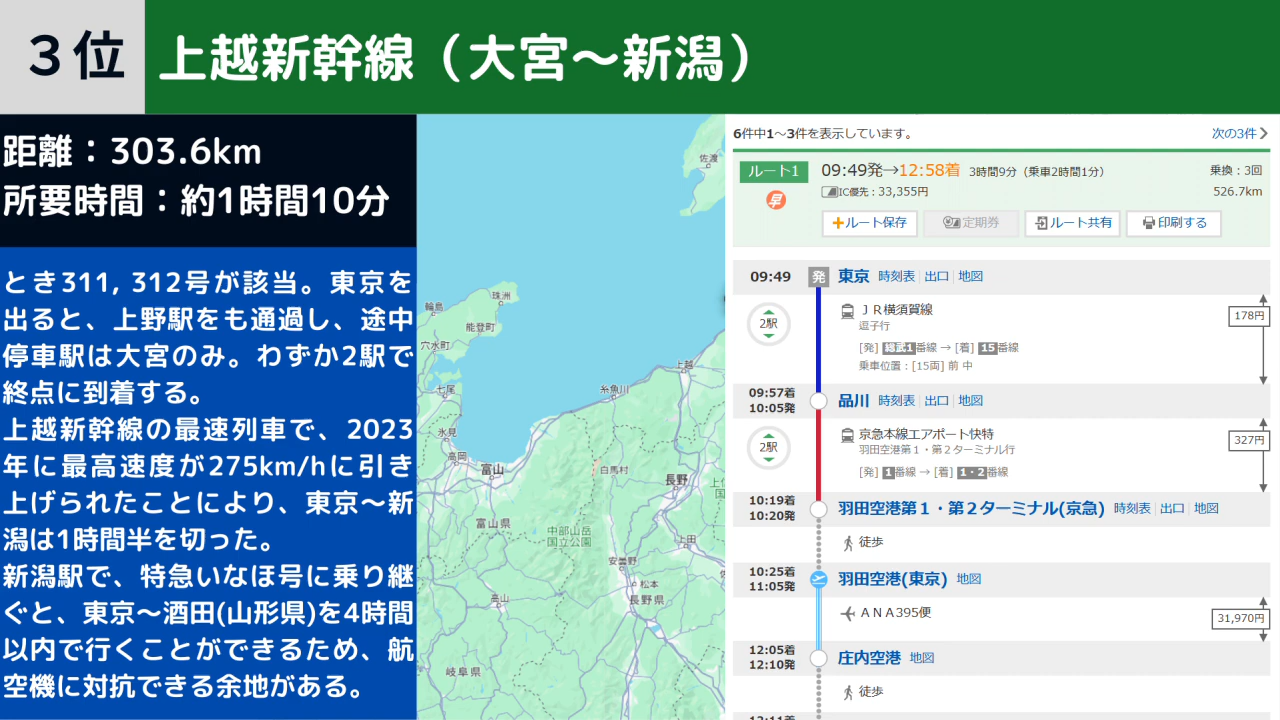 3位
上越新幹線（大宮～新潟）
距離：303.6km
所要時間：約1時間10分
とき311, 312号が該当。東京を
出ると、上野駅をも通過し、途中
停車駅は大宮のみ。わずか2駅で
終点に到着する。
上越新幹線の最速列車で、2023
年に最高速度が275km/hに引き
上げられたことにより、東京～新
潟は1時間半を切った。
新潟駅で、特急いなほ号に乗り継
ぐと、東京～酒田(山形県)を4時間
以内で行くことができるため、航
空機に対抗できる余地がある。
佐渡
珠洲
輪島
能登町
穴水町
七尾
上越
糸魚川
氷見
高岡
富山
白馬村
長野
上信
富山県
中部山岳
国立公園
上田
安曇野
松本
高山
長野県
岐阜県
6件中1～3件を表示しています。
次の3件
ルート1
09:49発→12:58着 3時間9分（乗車2時間1分） 乗換：3回
早
IC優先：33,355円 526.7km
ルート保存 定期券 ルート共有 印刷する
09:49 発 東京 時刻表 出口 地図
2駅
ＪＲ横須賀線
逗子行
178円
[発] 総武1番線 → [着] 15番線
乗車位置：[15両] 前 中
09:57着
10:05発
品川 時刻表 出口 地図
2駅
京急本線エアポート快特
羽田空港第１・第２ターミナル行
327円
[発] 1番線 → [着] 1・2番線
10:19着
10:20発
羽田空港第１・第２ターミナル(京急) 時刻表 出口 地図
徒歩
10:25着
11:05発
羽田空港(東京) 地図
ＡＮＡ395便
31,970円
12:05着
12:10発
庄内空港 地図
徒歩